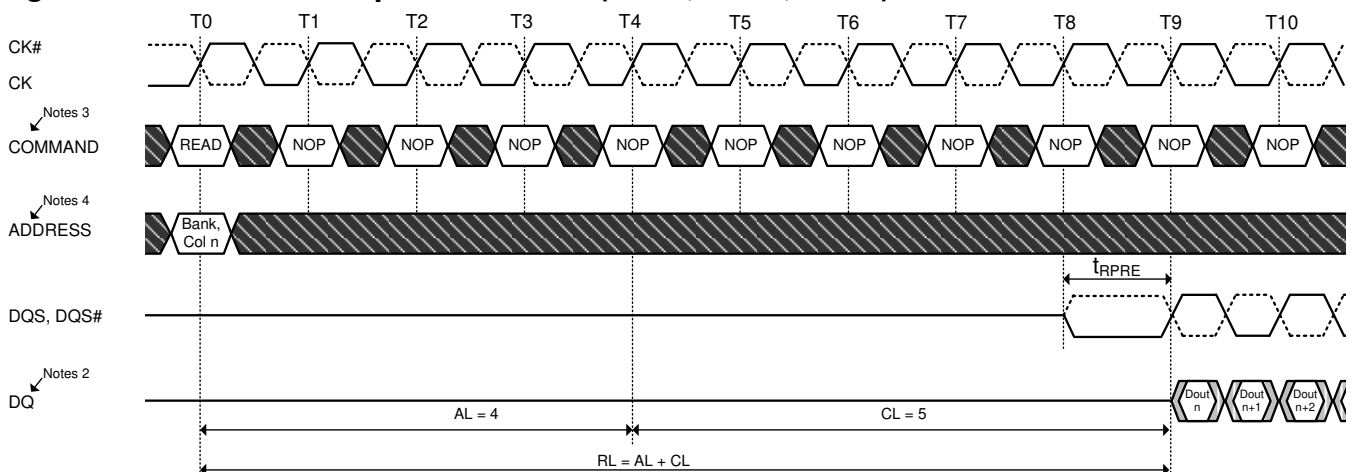 T0 T1 T2 T3 T4 T5 T6 T7 T8 T9 T10
CK#
CK
Notes 3
COMMAND
READ NOP NOP NOP NOP NOP NOP NOP NOP NOP NOP
Notes 4
ADDRESS
Bank,
Col n
tRPRE
DQS, DQS#
Notes 2
DQ
Dout
n
Dout
n+1
Dout
n+2
AL = 4
CL = 5
RL = AL + CL